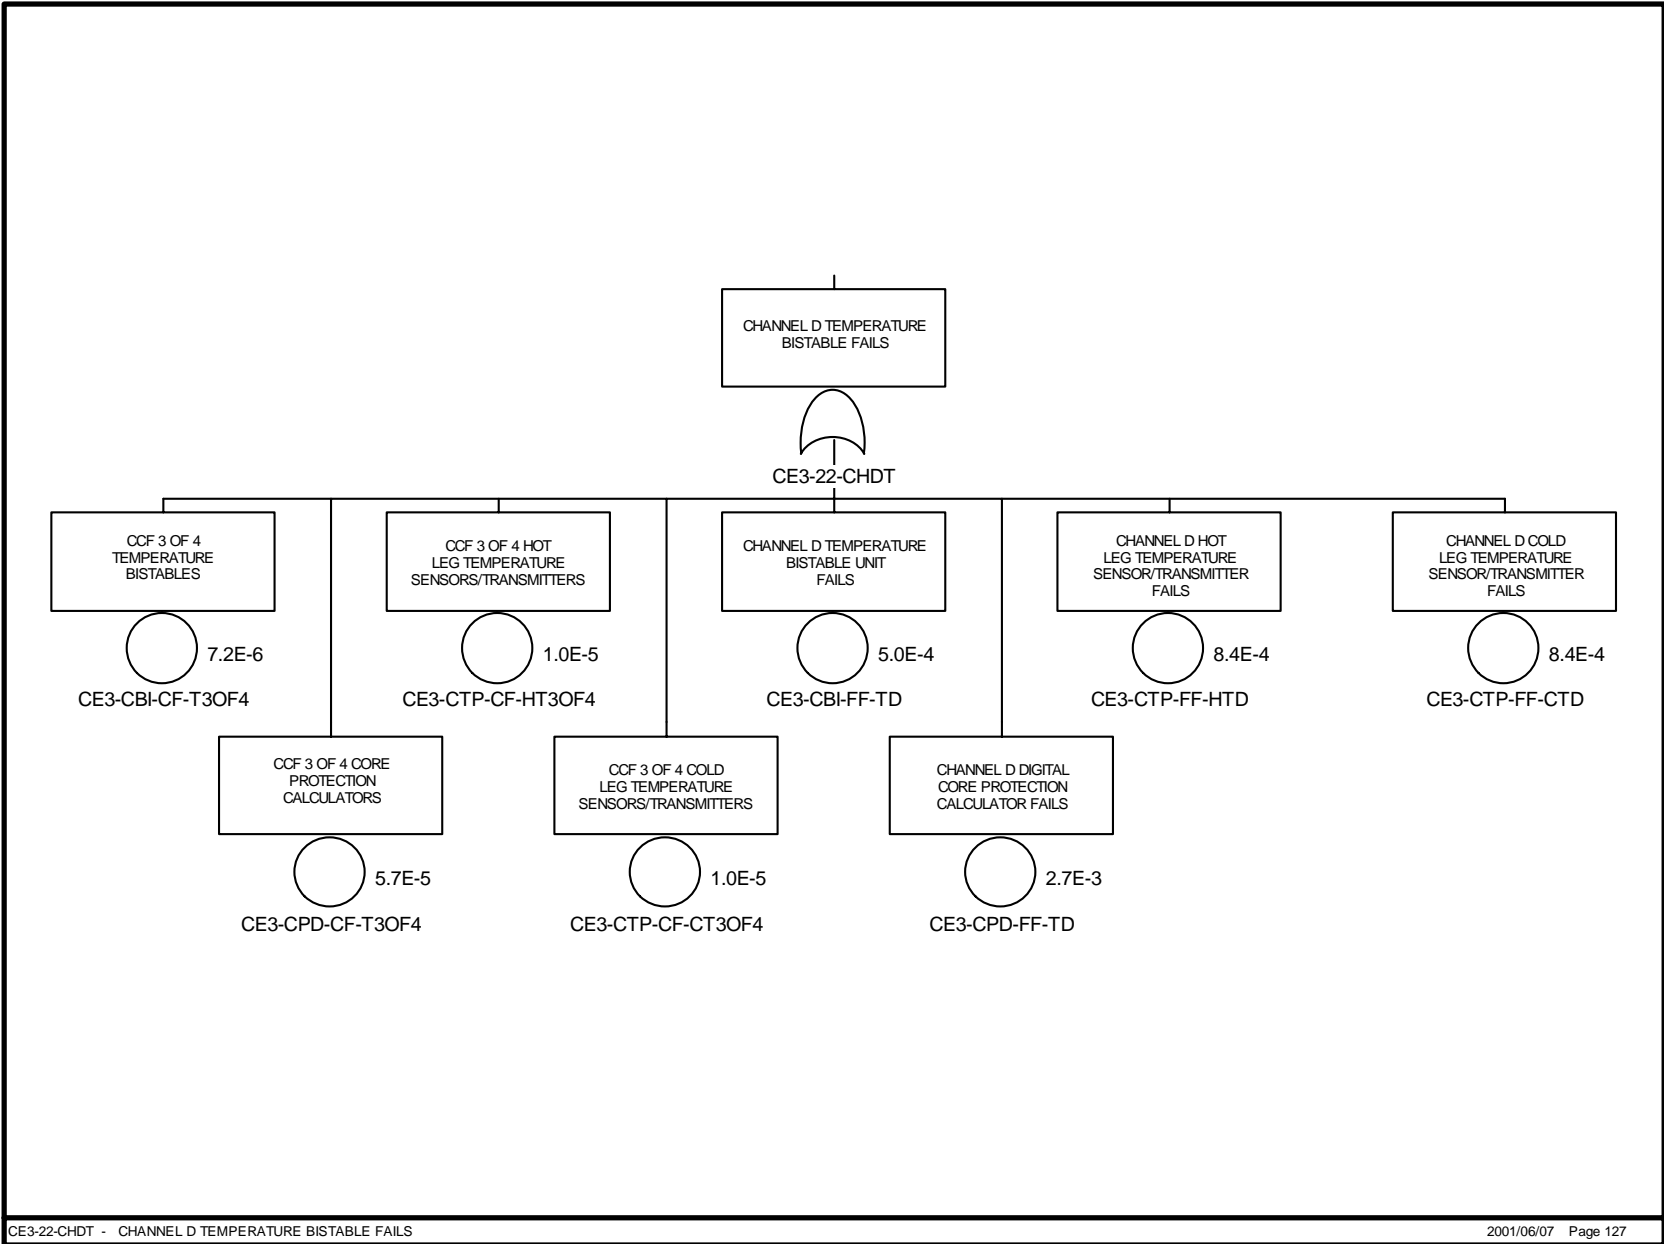 CHANNEL D TEMPERATURE
BISTABLE FAILS
CE3-22-CHDT
CCF 3 OF 4
TEMPERATURE
BISTABLES
7.2E-6
CE3-CBI-CF-T3OF4
CCF 3 OF 4 HOT
LEG TEMPERATURE
SENSORS/TRANSMITTERS
1.0E-5
CE3-CTP-CF-HT3OF4
CHANNEL D TEMPERATURE
BISTABLE UNIT
FAILS
5.0E-4
CE3-CBI-FF-TD
CHANNEL D HOT
LEG TEMPERATURE
SENSOR/TRANSMITTER
FAILS
8.4E-4
CE3-CTP-FF-HTD
CHANNEL D COLD
LEG TEMPERATURE
SENSOR/TRANSMITTER
FAILS
8.4E-4
CE3-CTP-FF-CTD
CCF 3 OF 4 CORE
PROTECTION
CALCULATORS
5.7E-5
CE3-CPD-CF-T3OF4
CCF 3 OF 4 COLD
LEG TEMPERATURE
SENSORS/TRANSMITTERS
1.0E-5
CE3-CTP-CF-CT3OF4
CHANNEL D DIGITAL
CORE PROTECTION
CALCULATOR FAILS
2.7E-3
CE3-CPD-FF-TD
CE3-22-CHDT - CHANNEL D TEMPERATURE BISTABLE FAILS
2001/06/07 Page 127